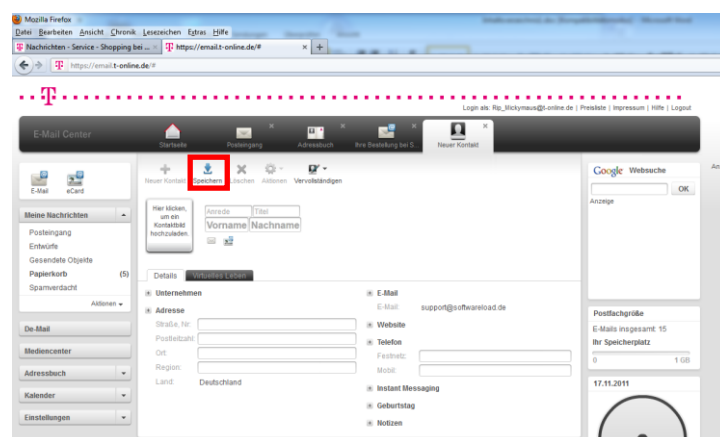 Mozilla Firefox
Datei Bearbeiten Ansicht Chronik Lesezeichen Extras Hilfe
Nachrichten - Service - Shopping bei ... × https://email.t-online.de/# × +
https://email.t-online.de/#
T
Login als: Rip_Mickymaus@t-online.de | Preisliste | Impressum | Hilfe | Logout
E-Mail Center
Startseite Posteingang × Adressbuch × Ihre Bestellung bei S... × Neuer Kontakt ×
Neuer Kontakt Speichern Löschen Aktionen Vervollständigen
E-Mail eCard
Meine Nachrichten
Posteingang
Entwürfe
Gesendete Objekte
Papierkorb (5)
Spamverdacht
Aktionen
De-Mail
Mediencenter
Adressbuch
Kalender
Einstellungen
Hier klicken,
um ein
Kontaktbild
hochzuladen.
Anrede Titel
Vorname Nachname
Details Virtuelles Leben
Unternehmen
Adresse
Straße, Nr:
Postleitzahl:
Ort:
Region:
Land: Deutschland
E-Mail
E-Mail: support@softwareload.de
Website
Telefon
Festnetz:
Mobil:
Instant Messaging
Geburtstag
Notizen
Google Websuche
OK
Anzeige
An
Postfachgröße
E-Mails insgesamt: 15
Ihr Speicherplatz
0 1 GB
17.11.2011